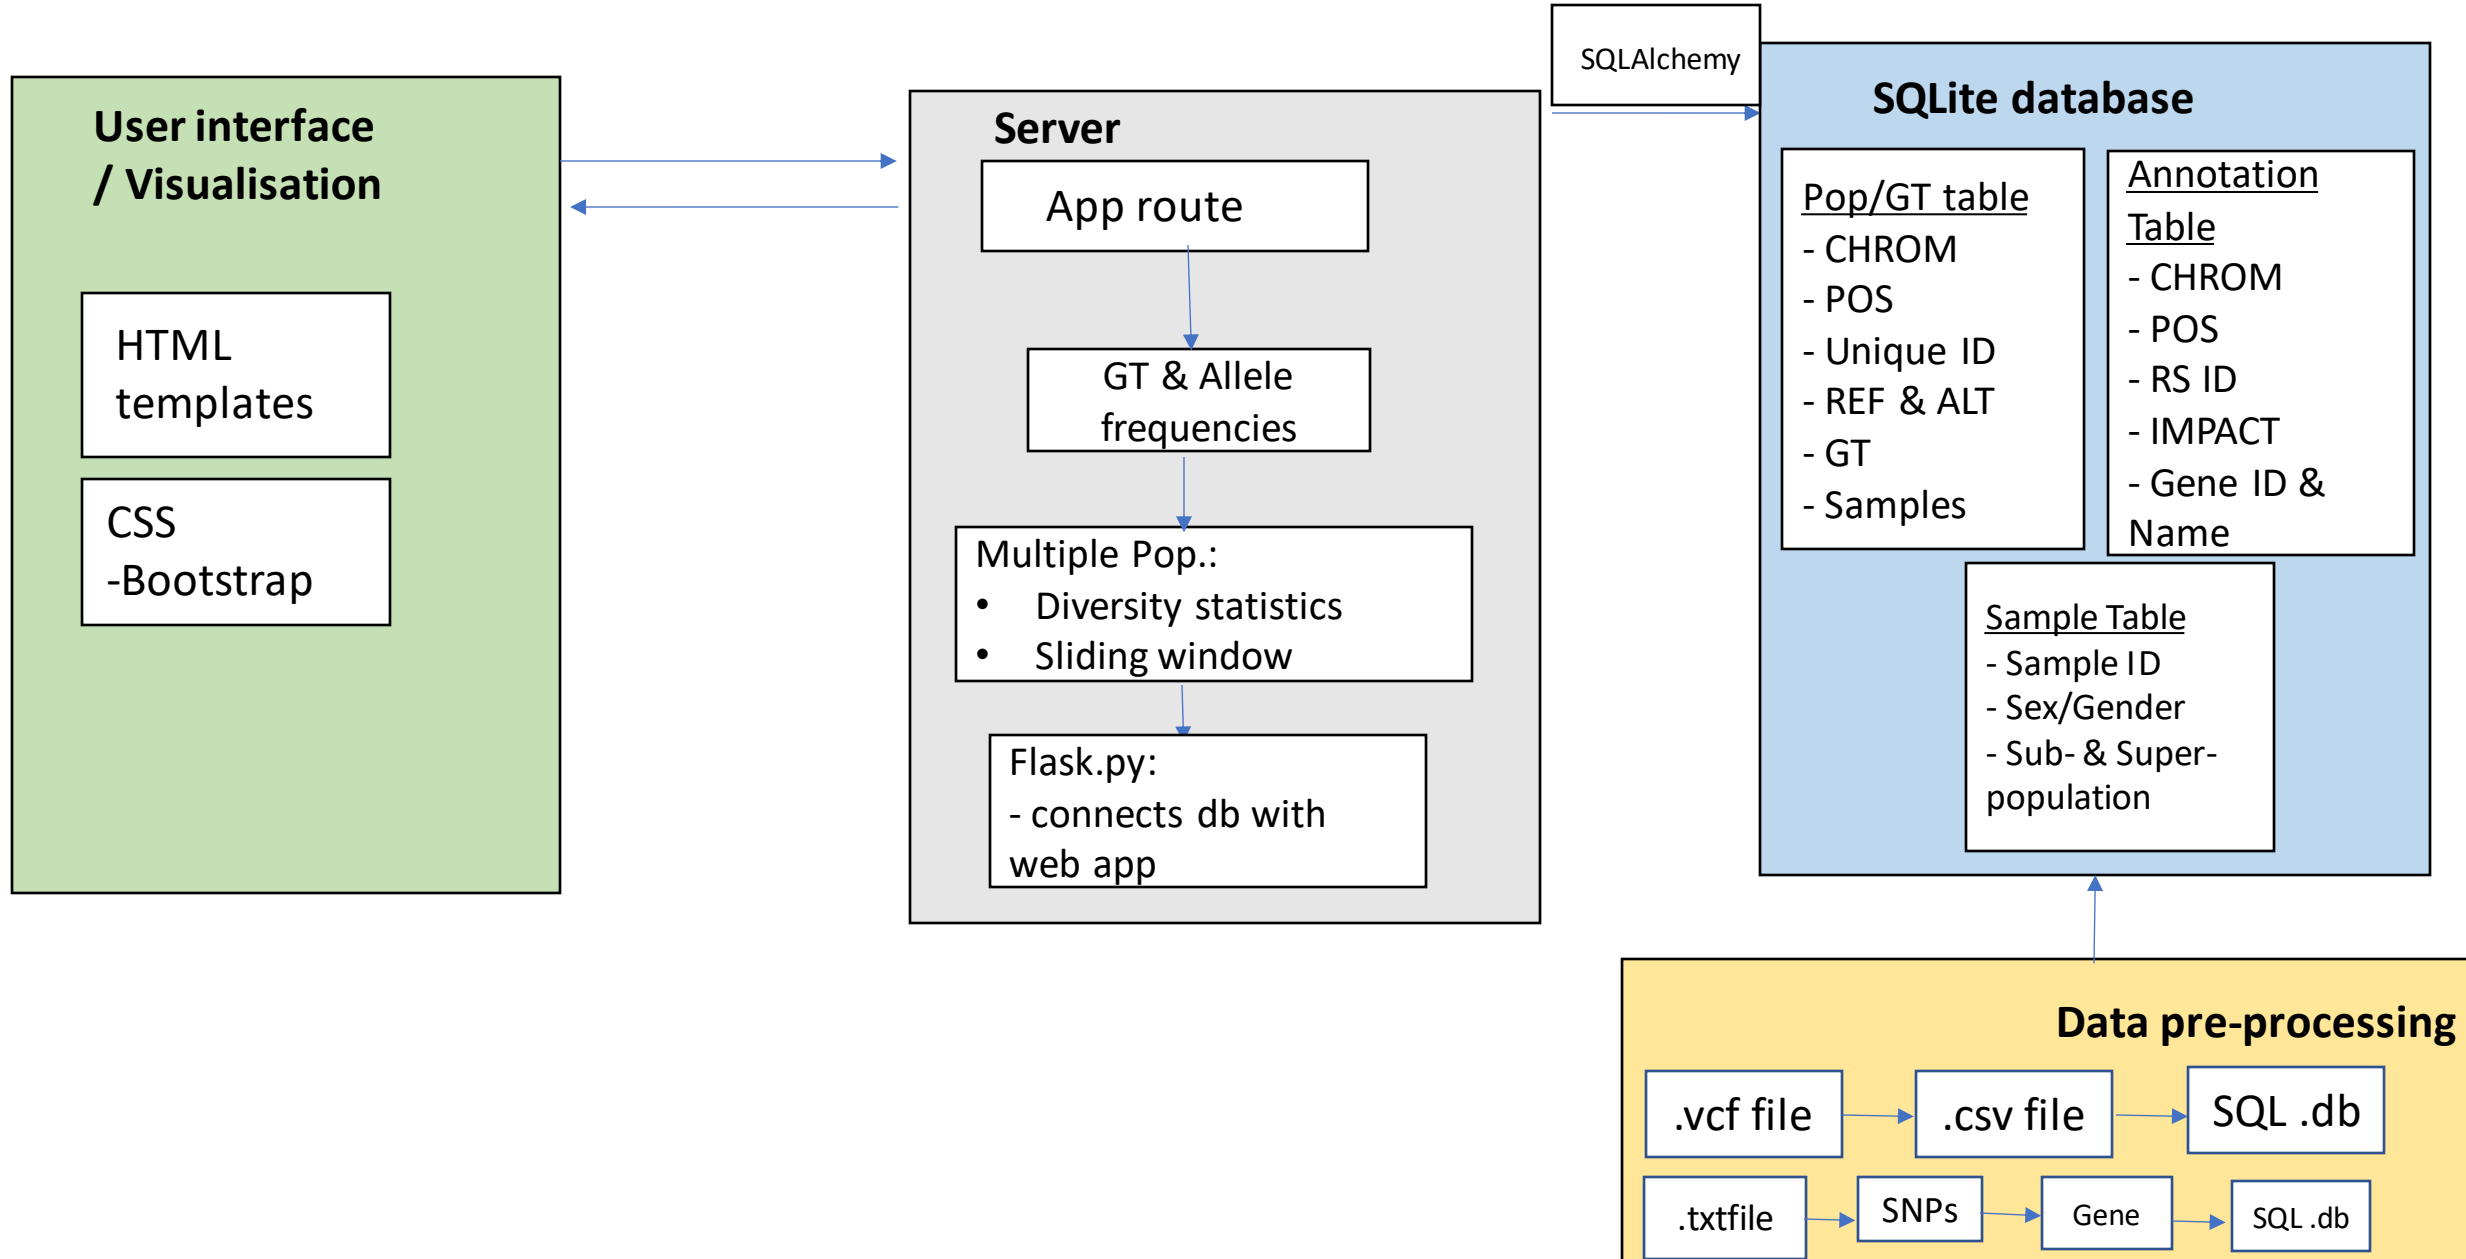 User interface
/ Visualisation
HTML
templates
CSS
-Bootstrap
Server
App route
GT & Allele
frequencies
Multiple Pop.:
• Diversity statistics
• Sliding window
Flask.py:
- connects db with
web app
SQLAlchemy
SQLite database
Pop/GT table
- CHROM
- POS
- Unique ID
- REF & ALT
- GT
- Samples
Annotation
Table
- CHROM
- POS
- RS ID
- IMPACT
- Gene ID &
Name
Sample Table
- Sample ID
- Sex/Gender
- Sub- & Super-
population
Data pre-processing
.vcf file
.csv file
SQL .db
.txtfile
SNPs
Gene
SQL .db